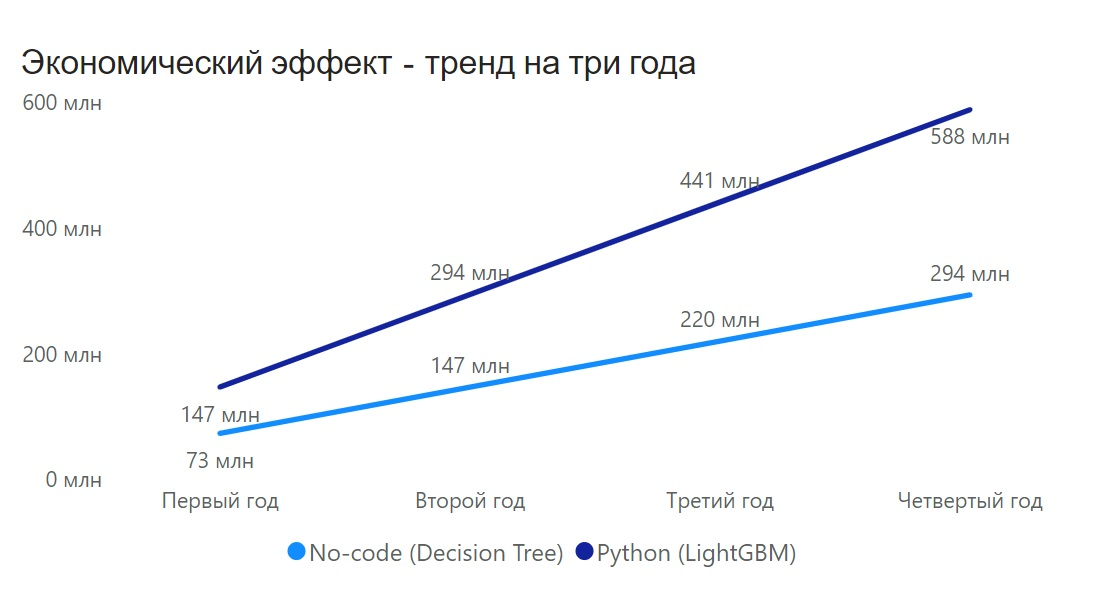 Экономический эффект - тренд на три года
600 млн
588 млн
441 млн
400 млн
294 млн
294 млн
220 млн
200 млн
147 млн
147 млн
73 млн
0 млн
Первый год Второй год Третий год Четвертый год
No-code (Decision Tree) Python (LightGBM)